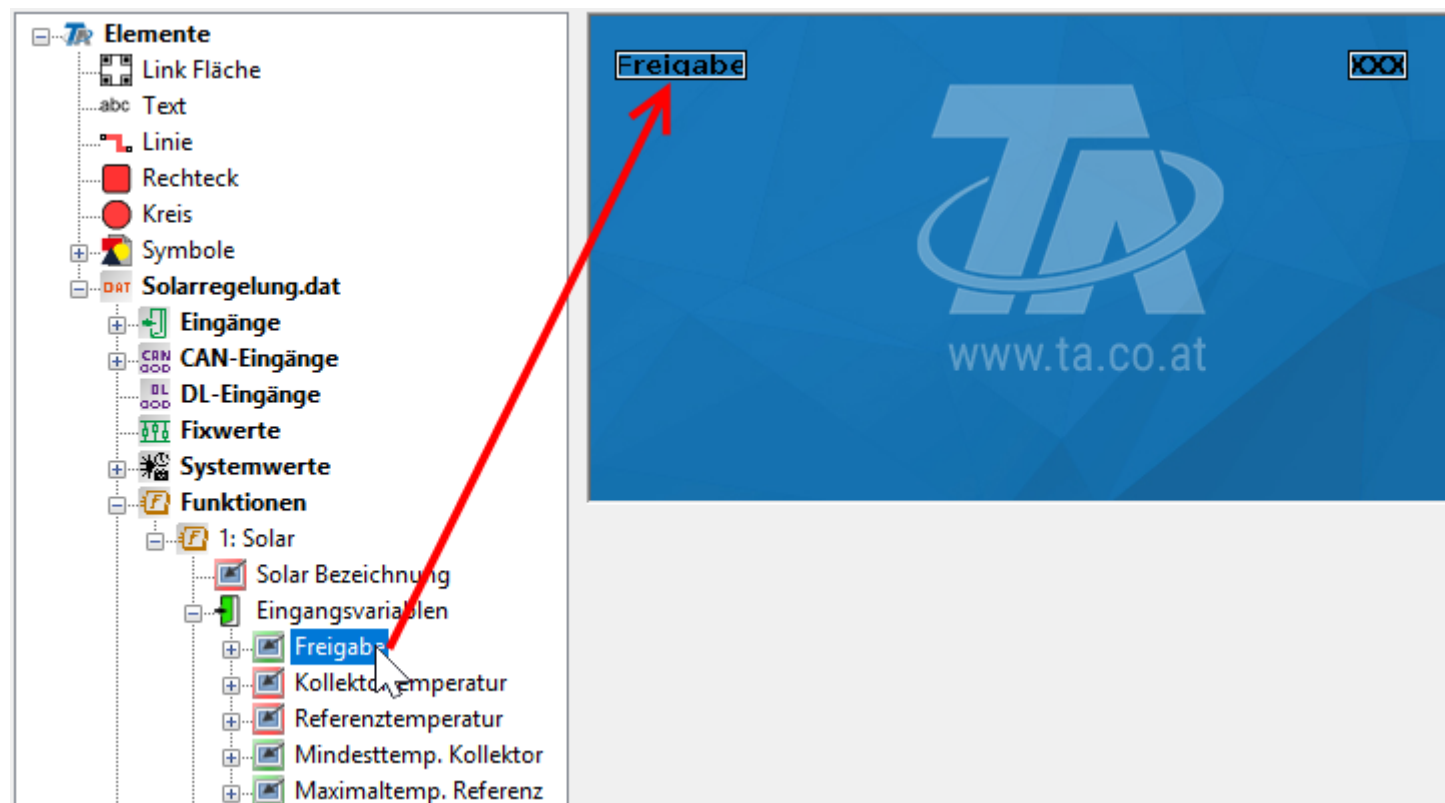 Elemente
Link Fläche
abc Text
Linie
Rechteck
Kreis
Symbole
DAT Solarregelung.dat
Eingänge
CAN CAN-Eingänge
DL DL-Eingänge
Fixwerte
Systemwerte
Funktionen
1: Solar
Solar Bezeichnung
Eingangsvariablen
Freigabe
Kollektortemperatur
Referenztemperatur
Mindesttemp. Kollektor
Maximaltemp. Referenz
Freigabe
XXX
TA
www.ta.co.at